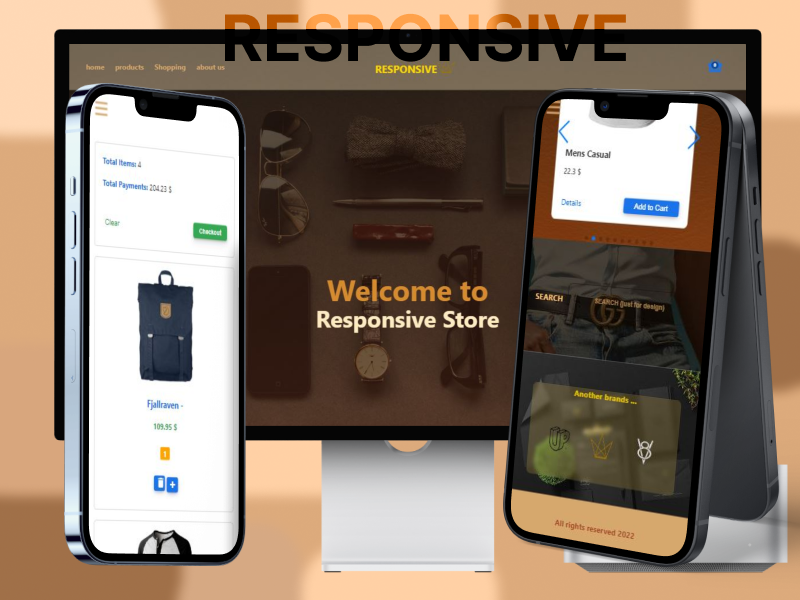 RESPONSIVE
home products Shopping about us
RESPONSIVE
0
Welcome to
Responsive Store
Total Items: 4
Total Payments: 204.23 $
Clear
Checkout
Fjallraven -
109.95 $
1
+
Mens Casual
22.3 $
Details
Add to Cart
SEARCH
SEARCH (just für design)
Another brands ...
UP
All rights reserved 2022